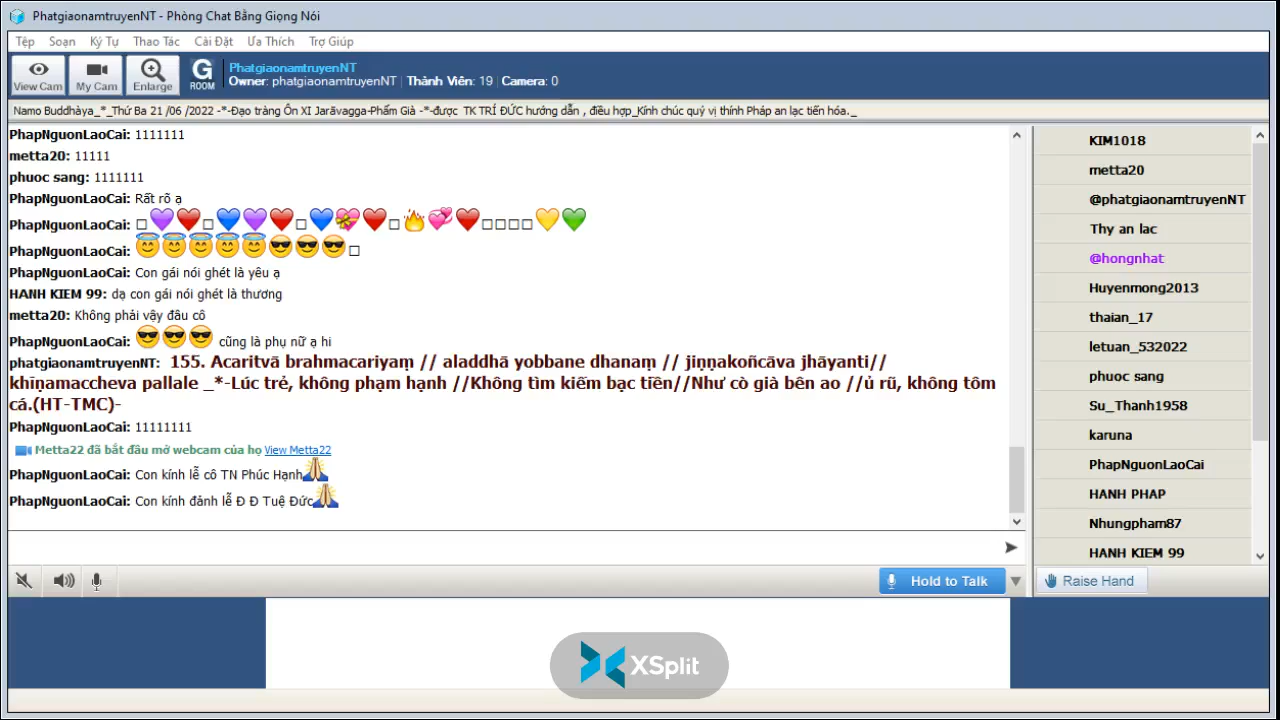 PhatgiaonamtruyenNT - Phòng Chat Bằng Giọng Nói
Tệp Soạn Ký Tự Thao Tác Cài Đặt Ưa Thích Trợ Giúp
View Cam My Cam Enlarge G ROOM
PhatgiaonamtruyenNT
Owner: phatgiaonamtruyenNT | Thành Viên: 19 | Camera: 0
Namo Buddhàya_*_Thứ Ba 21 /06 /2022 -*-Đạo tràng Ôn XI Jarāvagga-Phẩm Già -*-được TK TRÍ ĐỨC hướng dẫn , điều hợp_Kính chúc quý vị thính Pháp an lạc tiến hóa._
PhapNguonLaoCai: 1111111
metta20: 11111
phuoc sang: 1111111
PhapNguonLaoCai: Rất rõ ạ
PhapNguonLaoCai: □💜❤️□💙💜❤️□💙💝❤️□🔥💞❤️□□□□💛💚
PhapNguonLaoCai: 😇😇😇😇😇😎😎😎□
PhapNguonLaoCai: Con gái nói ghét là yêu ạ
HANH KIEM 99: dạ con gái nói ghét là thương
metta20: Không phải vậy đâu cô
PhapNguonLaoCai: 😎😎😎 cũng là phụ nữ ạ hi
phatgiaonamtruyenNT: 155. Acaritvā brahmacariyaṃ // aladdhā yobbane dhanaṃ // jiṇṇakoñcāva jhāyanti//
khīṇamaccheva pallale _*-Lúc trẻ, không phạm hạnh //Không tìm kiếm bạc tiền//Như cò già bên ao //ủ rũ, không tôm
cá.(HT-TMC)-
PhapNguonLaoCai: 11111111
Metta22 đã bắt đầu mở webcam của họ View Metta22
PhapNguonLaoCai: Con kính lễ cô TN Phúc Hạnh🙏
PhapNguonLaoCai: Con kính đảnh lễ Đ Đ Tuệ Đức🙏
KIM1018
metta20
@phatgiaonamtruyenNT
Thy an lac
@hongnhat
Huyenmong2013
thaian_17
letuan_532022
phuoc sang
Su_Thanh1958
karuna
PhapNguonLaoCai
HANH PHAP
Nhungpham87
HANH KIEM 99
Hold to Talk
Raise Hand
XSplit